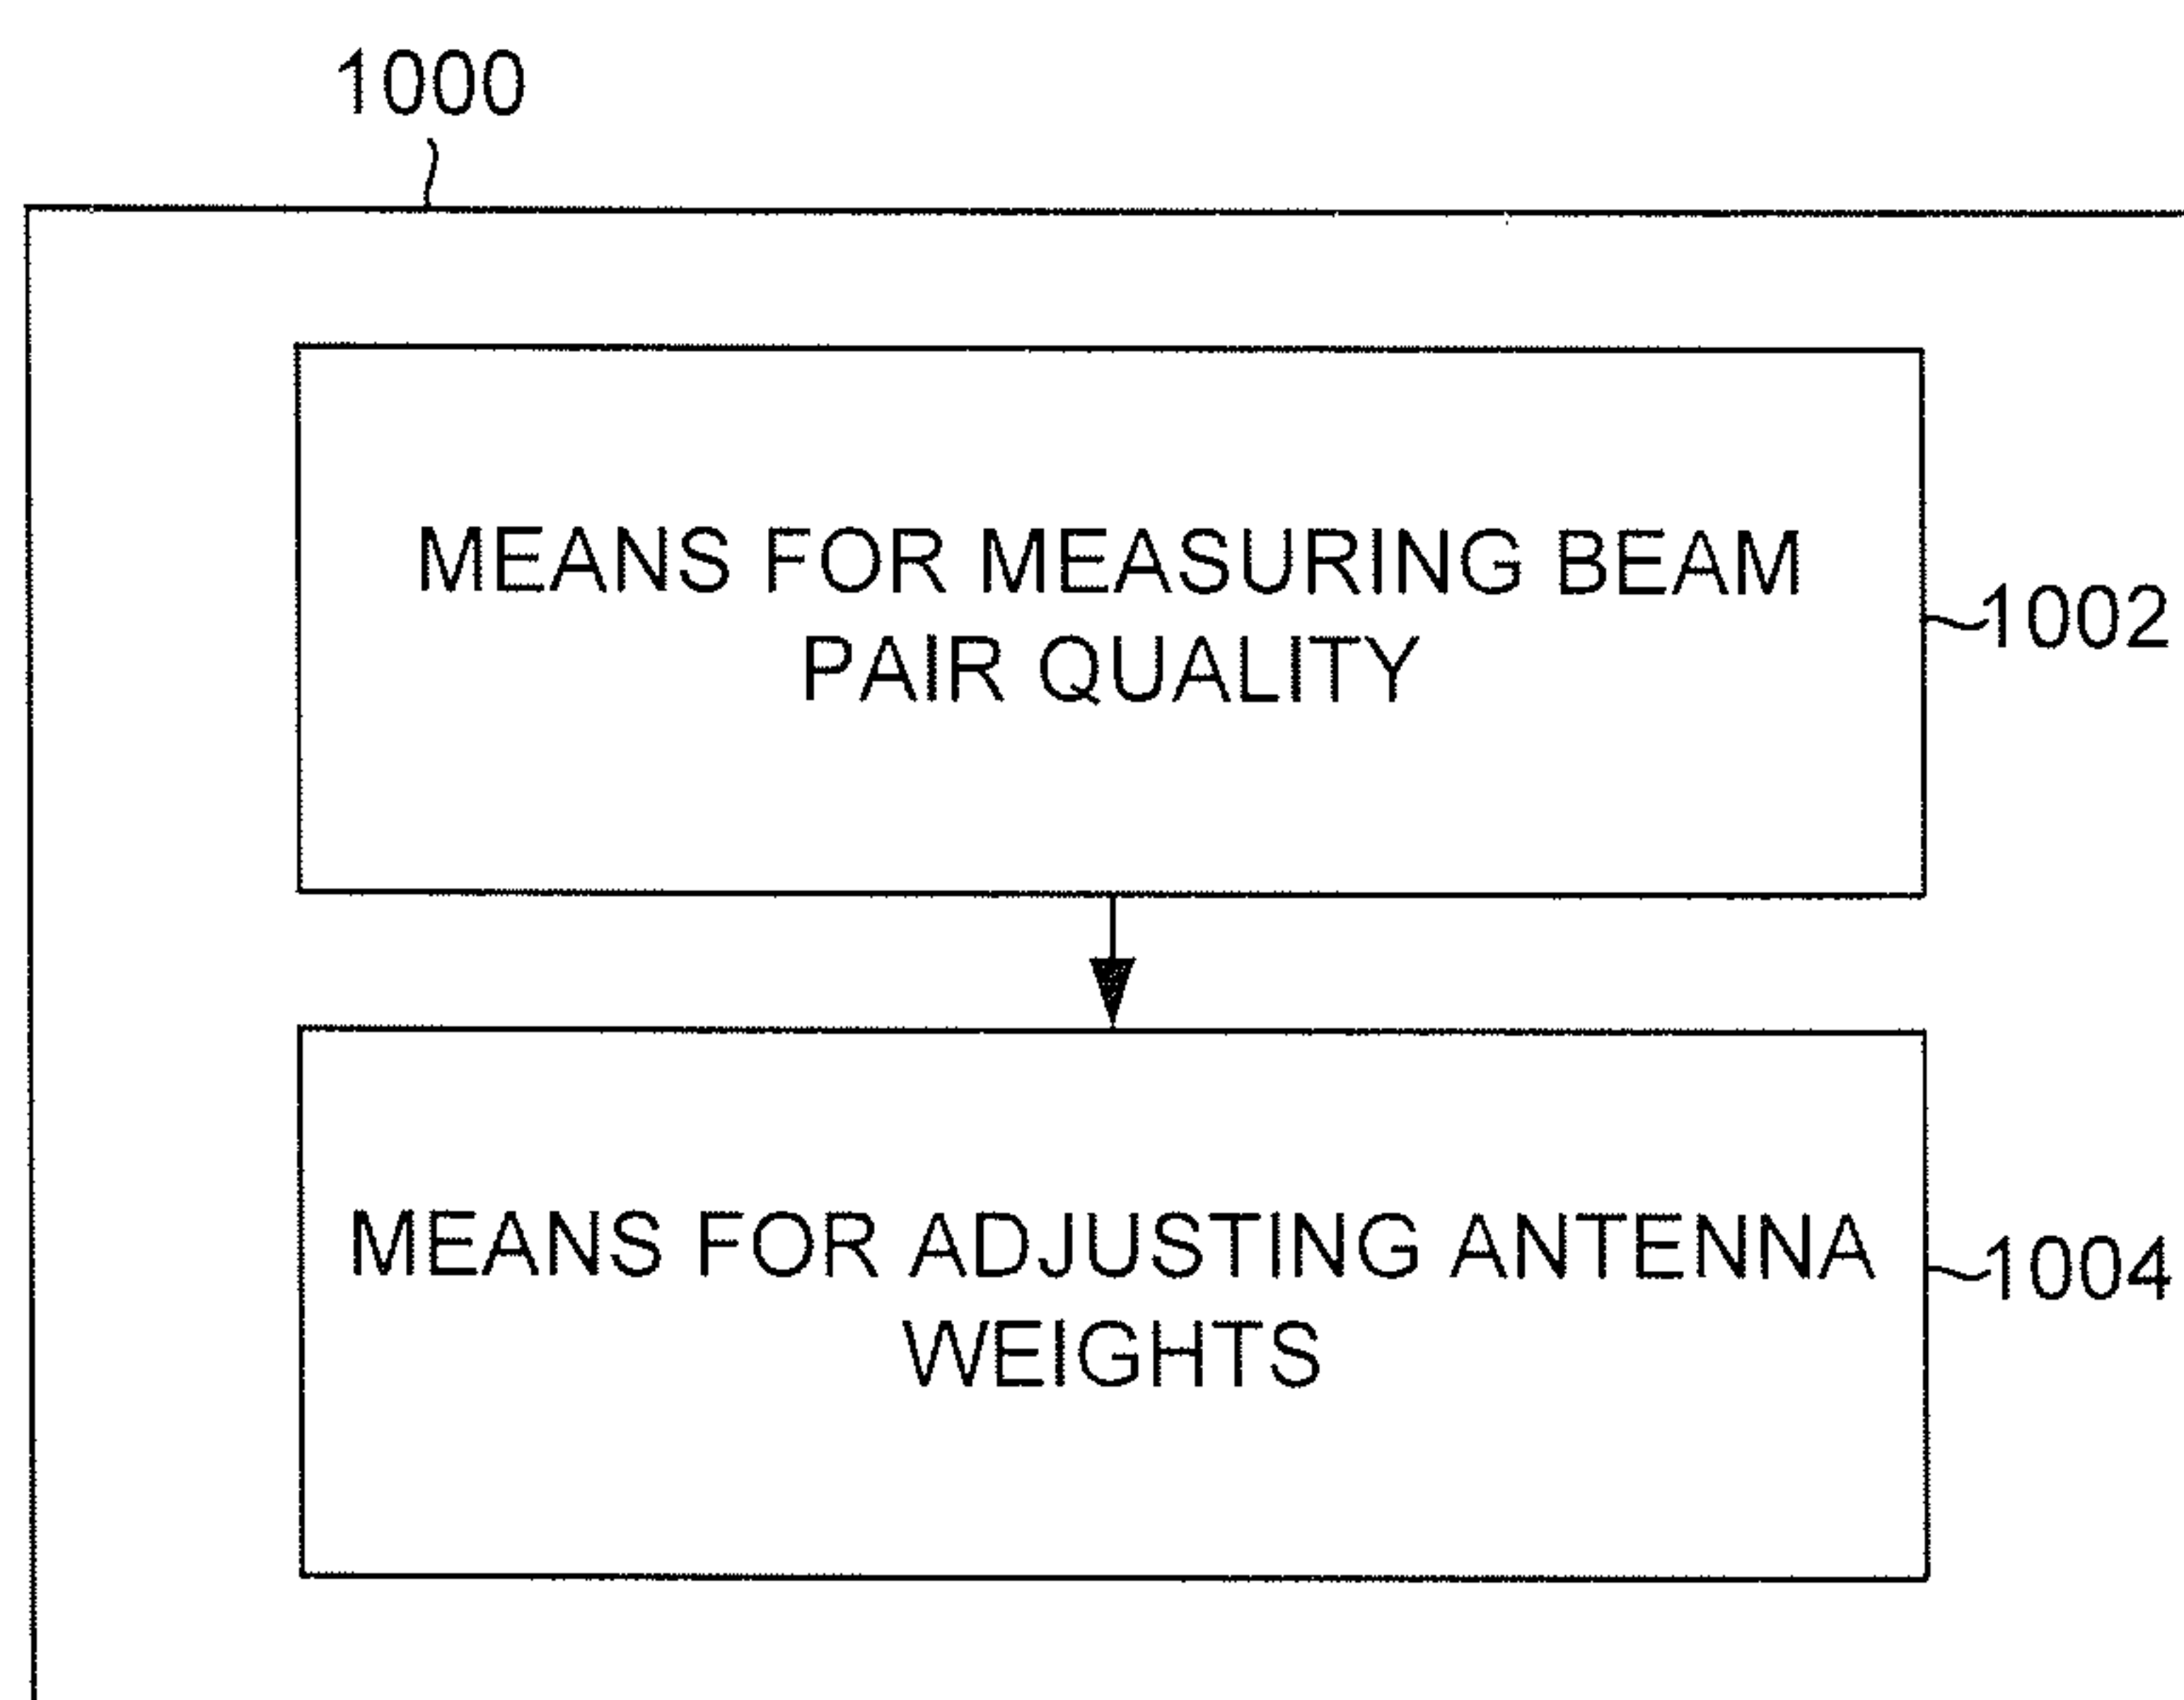 1000
MEANS FOR MEASURING BEAM
PAIR QUALITY
1002
MEANS FOR ADJUSTING ANTENNA
WEIGHTS
1004